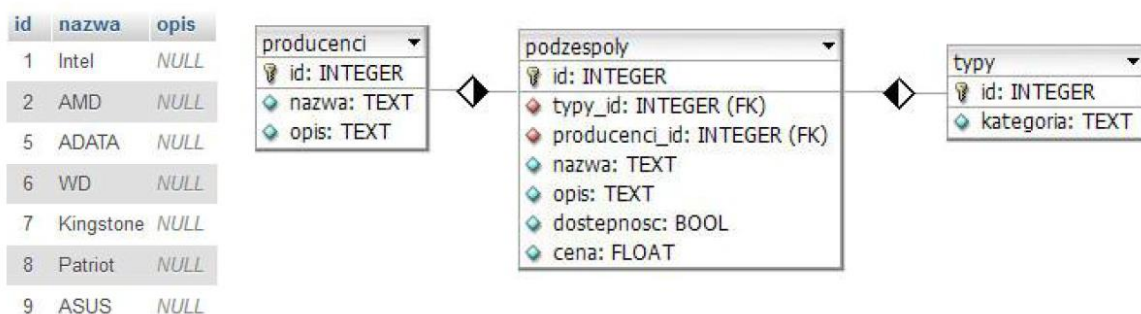 id nazwa opis
1 Intel NULL
2 AMD NULL
5 ADATA NULL
6 WD NULL
7 Kingstone NULL
8 Patriot NULL
9 ASUS NULL
producenci
id: INTEGER
nazwa: TEXT
opis: TEXT
podzespoly
id: INTEGER
typy_id: INTEGER (FK)
producenci_id: INTEGER (FK)
nazwa: TEXT
opis: TEXT
dostepnosc: BOOL
cena: FLOAT
typy
id: INTEGER
kategoria: TEXT